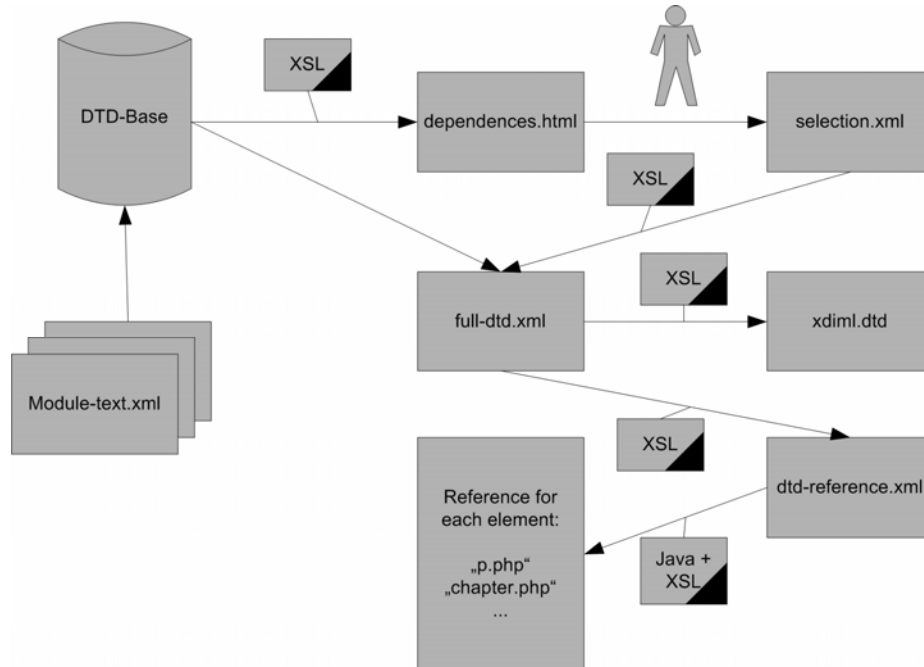 XSL
DTD-Base
dependences.html
selection.xml
XSL
XSL
full-dtd.xml
xdiml.dtd
Module-text.xml
XSL
Reference for
each element:
„p.php“
„chapter.php“
...
dtd-reference.xml
Java +
XSL